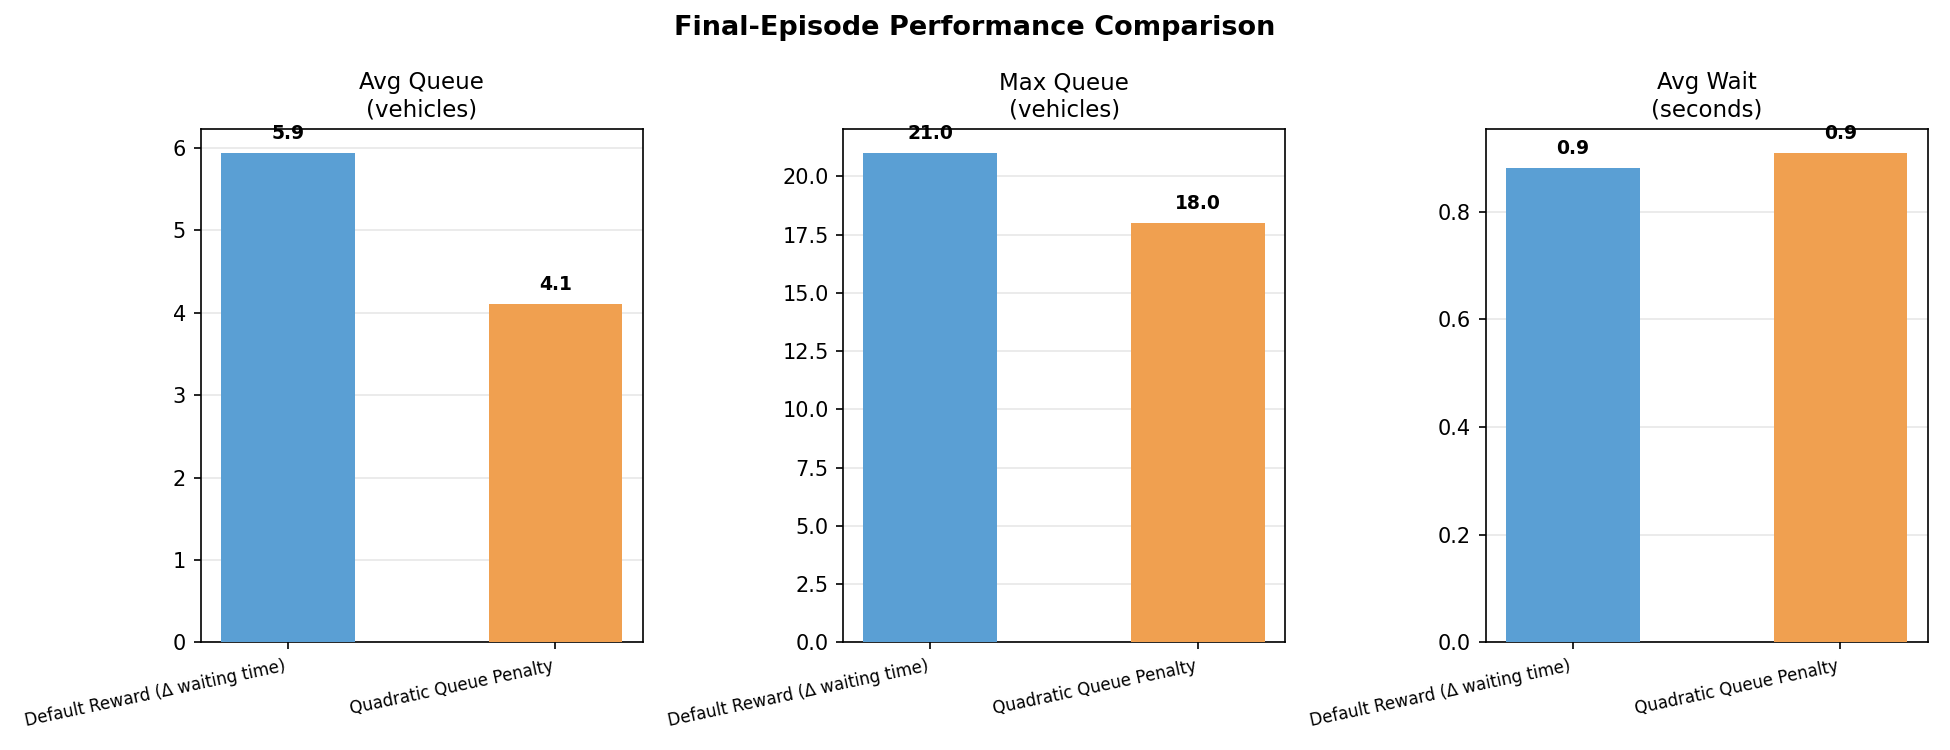 Final-Episode Performance Comparison
Avg Queue
(vehicles)
5.9
4.1
6
5
4
3
2
1
0
Default Reward (Δ waiting time)
Quadratic Queue Penalty
Max Queue
(vehicles)
21.0
18.0
20.0
17.5
15.0
12.5
10.0
7.5
5.0
2.5
0.0
Default Reward (Δ waiting time)
Quadratic Queue Penalty
Avg Wait
(seconds)
0.9
0.9
0.8
0.6
0.4
0.2
0.0
Default Reward (Δ waiting time)
Quadratic Queue Penalty